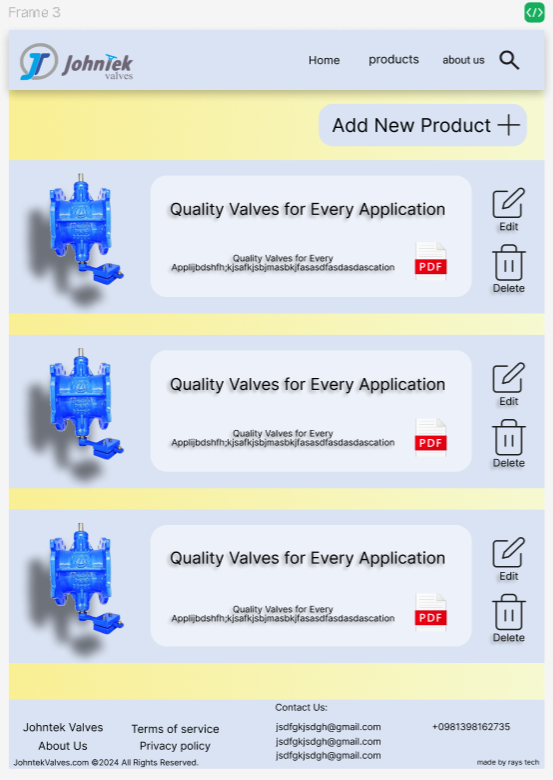 Frame 3
</>
JT Johntek
valves
Home products about us
Add New Product
Quality Valves for Every Application
Edit
Quality Valves for Every
Applijbdshfh;kjsafkjsbjmasbkjfasasdfasdasdascation
PDF
Delete
Quality Valves for Every Application
Edit
Quality Valves for Every
Applijbdshfh;kjsafkjsbjmasbkjfasasdfasdasdascation
PDF
Delete
Quality Valves for Every Application
Edit
Quality Valves for Every
Applijbdshfh;kjsafkjsbjmasbkjfasasdfasdasdascation
PDF
Delete
Contact Us:
Johntek Valves Terms of service jsdfgkjsdgh@gmail.com +0981398162735
About Us Privacy policy jsdfgkjsdgh@gmail.com
jsdfgkjsdgh@gmail.com
JohntekValves.com ©2024 All Rights Reserved. made by rays tech